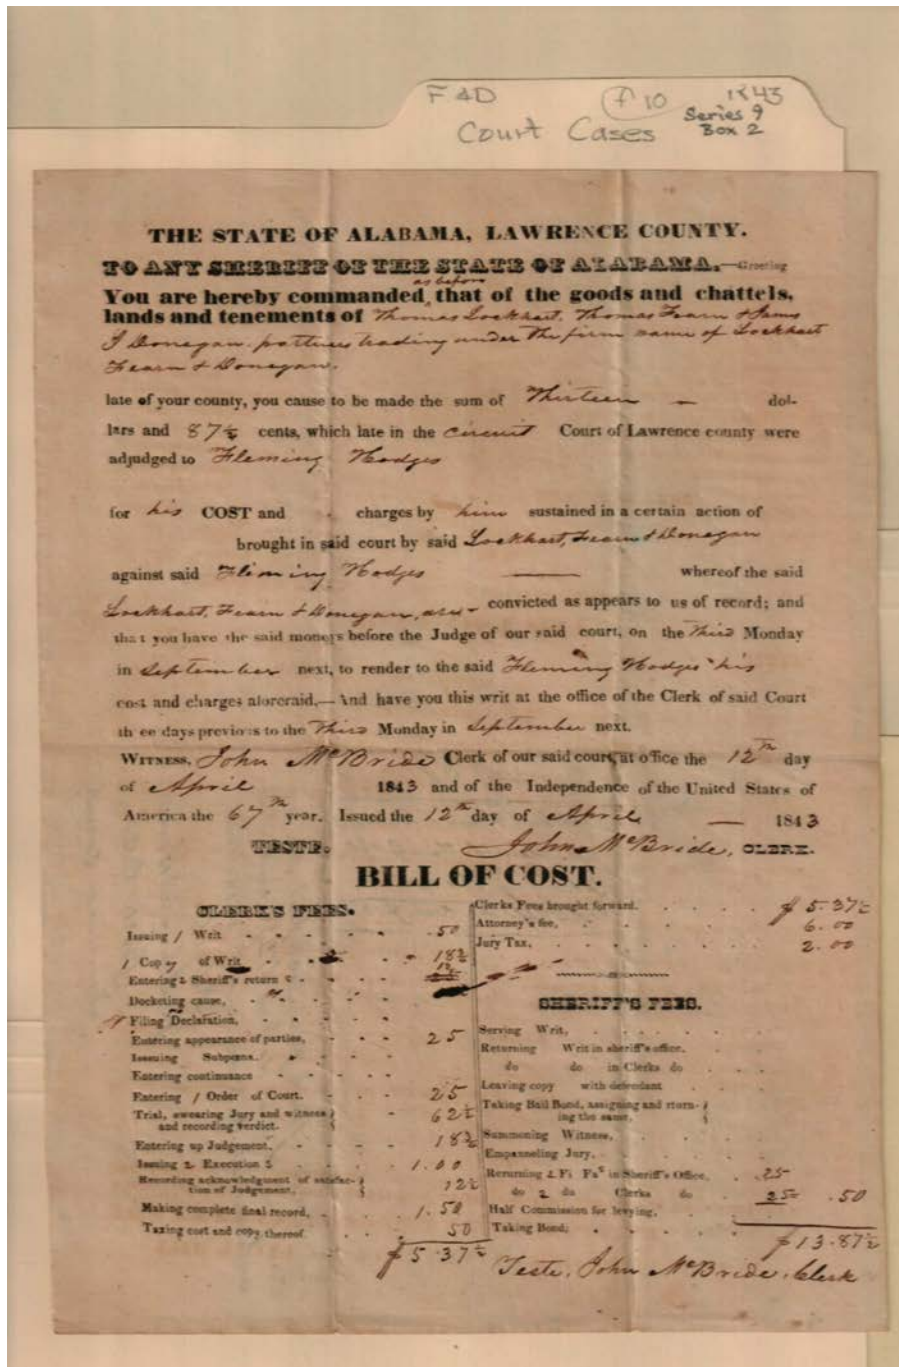 F & D f 10 1843
Court Cases Series 9
Box 2
THE STATE OF ALABAMA, LAWRENCE COUNTY.
TO ANY SHERIFF OF THE STATE OF ALABAMA.—Greeting
as before
You are hereby commanded, that of the goods and chattels,
lands and tenements of Thomas Lockhart, Thomas Fearn & James
J Donegan. partners trading under the firm name of Lockhart
Fearn & Donegan.
late of your county, you cause to be made the sum of Thirteen — dol-
lars and 87½ cents, which late in the circuit Court of Lawrence county were
adjudged to Fleming Hodges
for his COST and charges by him sustained in a certain action of
brought in said court by said Lockhart, Fearn & Donegan
against said Fleming Hodges —— whereof the said
Lockhart, Fearn & Donegan, are - convicted as appears to us of record; and
that you have the said moneys before the Judge of our said court, on the Third Monday
in September next, to render to the said Fleming Hodges his
cost and charges aforeraid,—And have you this writ at the office of the Clerk of said Court
th ee days previous to the Third Monday in September next.
WITNESS, John McBride Clerk of our said court, at office the 12th day
of April 1843 and of the Independence of the United States of
America the 67th year. Issued the 12th day of April — 1843
TESTE. John McBride, CLERK.
BILL OF COST.
CLERK'S FEES.
Issuing 1 Writ 50
1 Copy of Writ 18¾
Entering 2 Sheriff's return s 12½
Docketing cause,
Filing Declaration,
Entering appearance of parties, 25
Issuing Subpœna.
Entering continuance
Entering 1 Order of Court. 25
Trial, swearing Jury and witness and recording verdict. 62½
Entering up Judgement. 18¾
Issuing 2 Execution s 1.00
Recording acknowledgment of satisfac-
tion of Judgement. 12½
Making complete final record, 1.50
Taxing cost and copy thereof 50
$5.37½
Clerks Fees brought forward. $5.37½
Attorney's fee, 6.00
Jury Tax, 2.00
SHERIFF'S FEES.
Serving Writ,
Returning Writ in sheriff's office.
do do in Clerks do
Leaving copy with defendant
Taking Bail Bond, assigning and return-
ing the same.
Summoning Witness,
Empanneling Jury.
Returning 2 Fi Fas in Sheriff's Office. 25
do 2 do Clerks do 25 .50
Half Commission for levying,
Taking Bond.
$13.87½
Teste, John McBride, Clerk